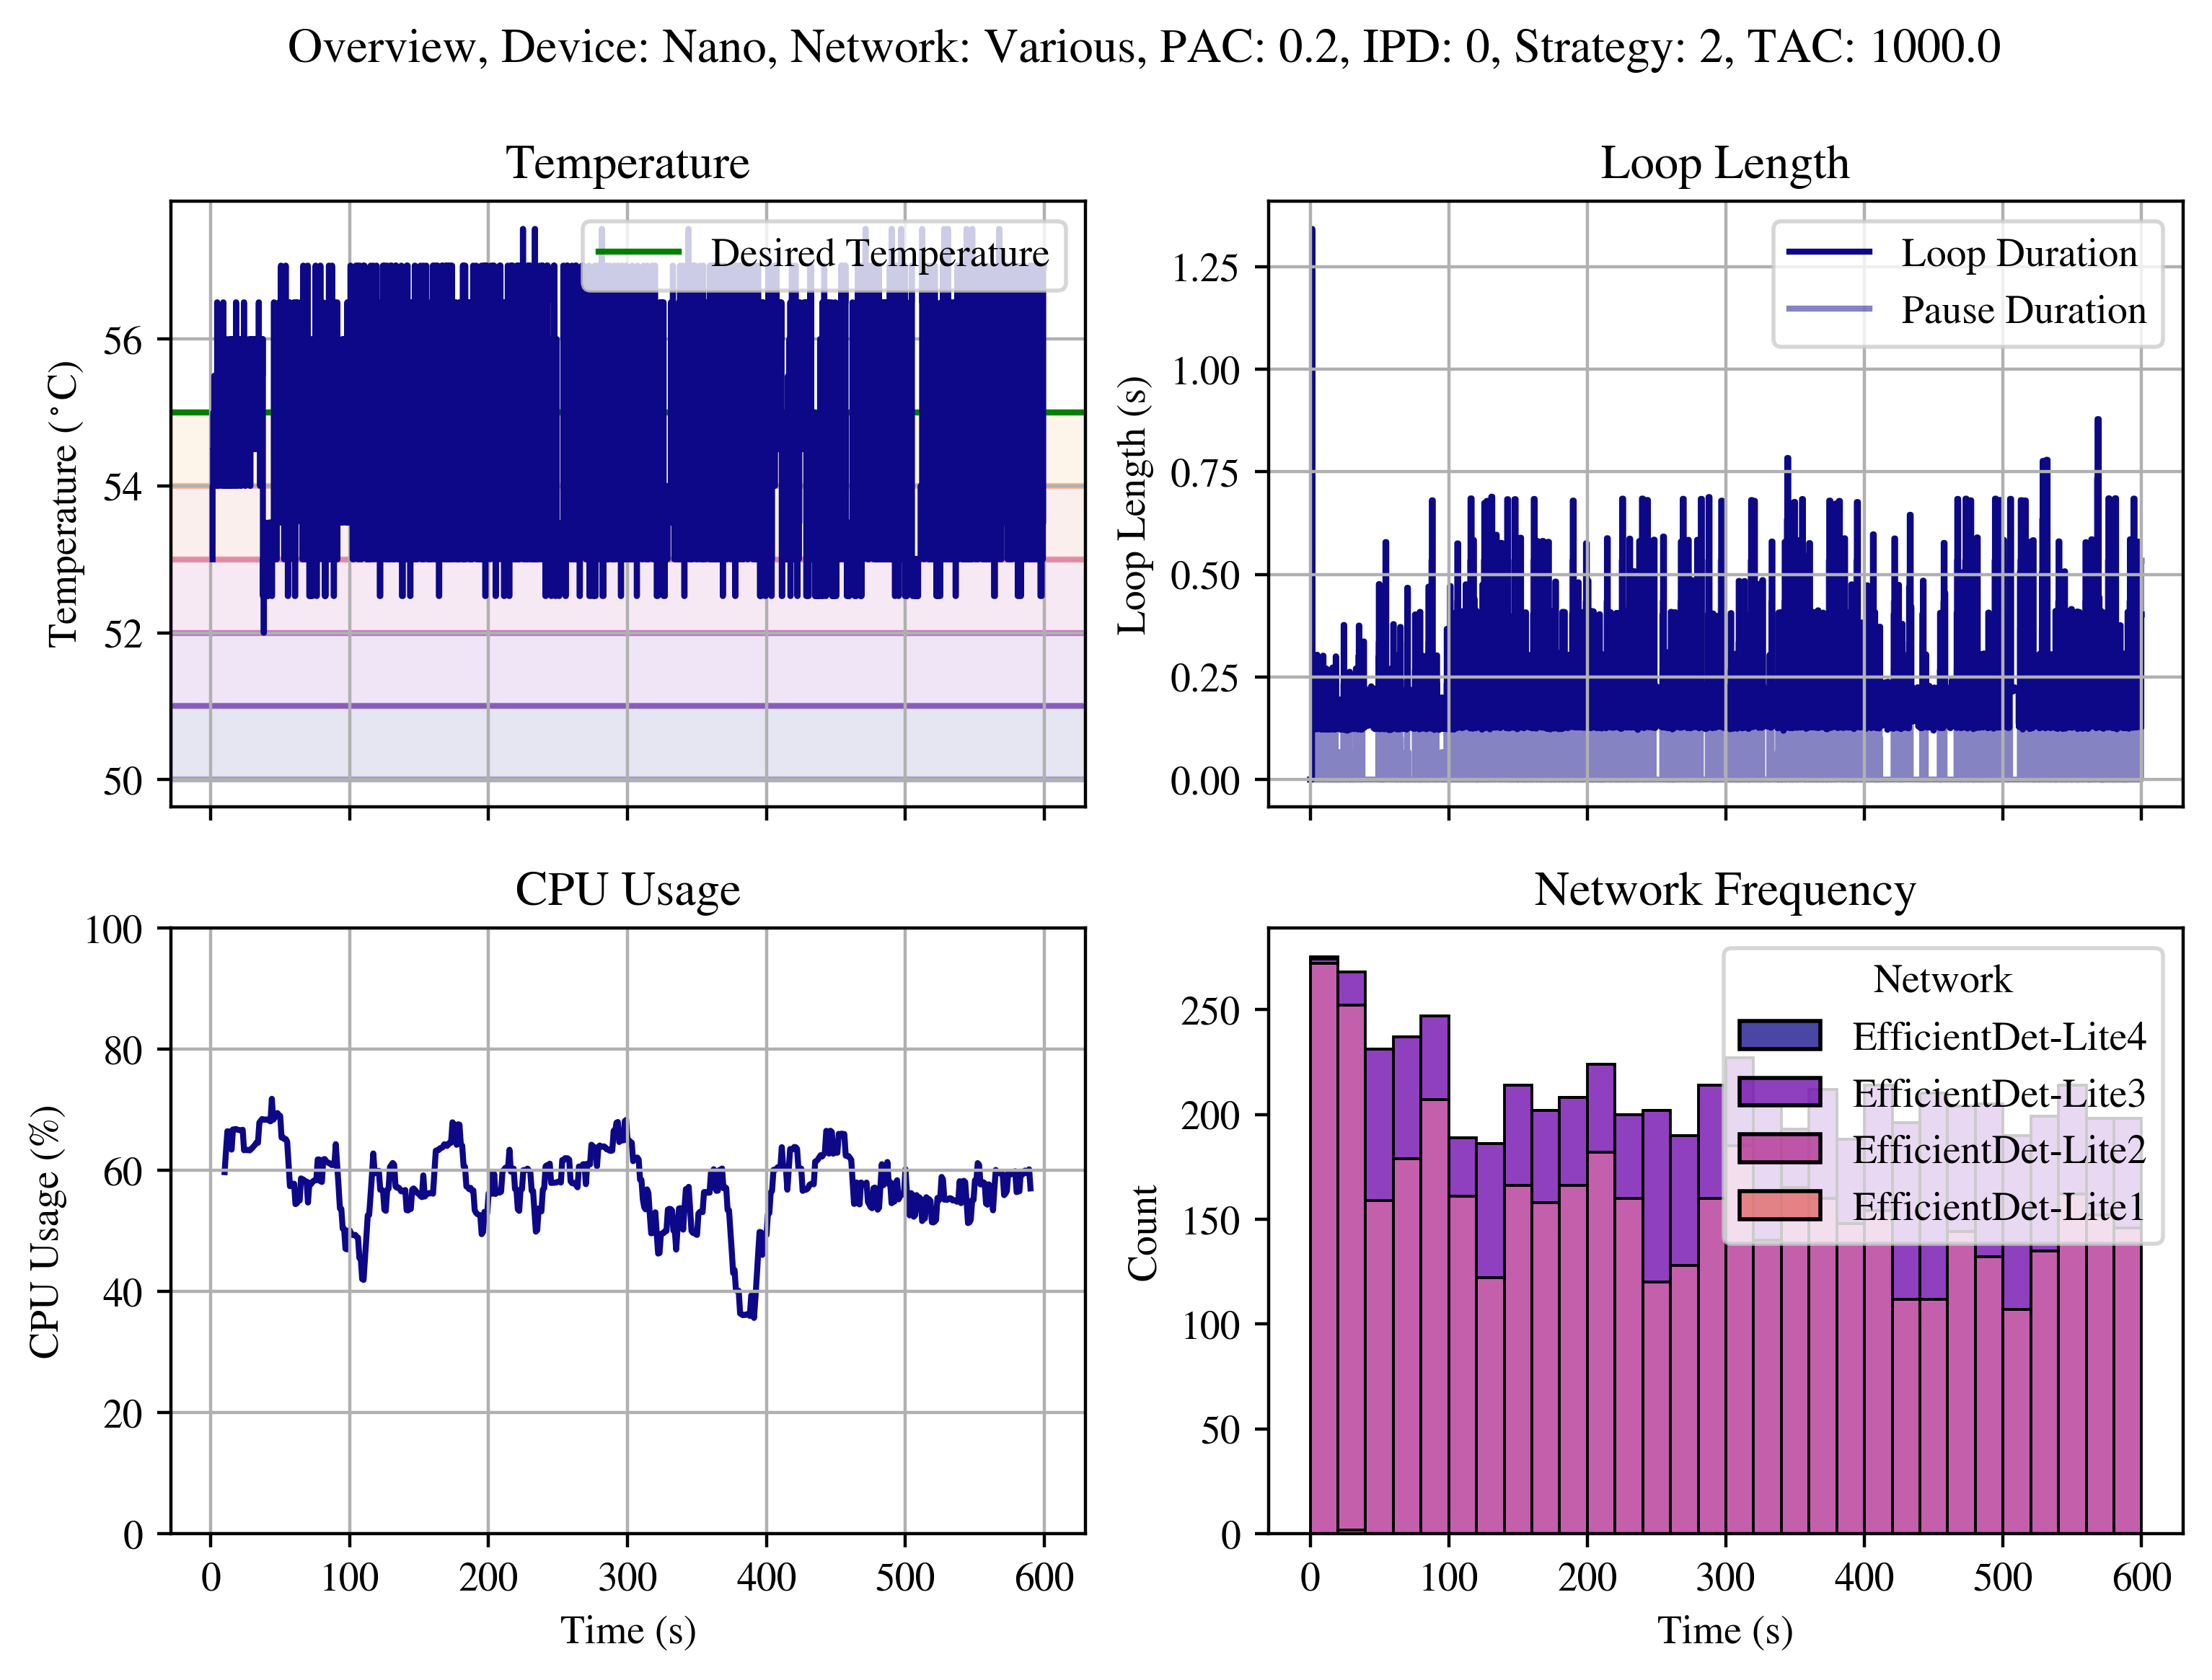 Overview, Device: Nano, Network: Various, PAC: 0.2, IPD: 0, Strategy: 2, TAC: 1000.0
Temperature
Desired Temperature
56
54
52
50
Temperature (°C)
Loop Length
Loop Duration
Pause Duration
1.25
1.00
0.75
0.50
0.25
0.00
Loop Length (s)
CPU Usage
100
80
60
40
20
0
CPU Usage (%)
0 100 200 300 400 500 600
Time (s)
Network Frequency
Network
EfficientDet-Lite4
EfficientDet-Lite3
EfficientDet-Lite2
EfficientDet-Lite1
250
200
150
100
50
0
Count
0 100 200 300 400 500 600
Time (s)